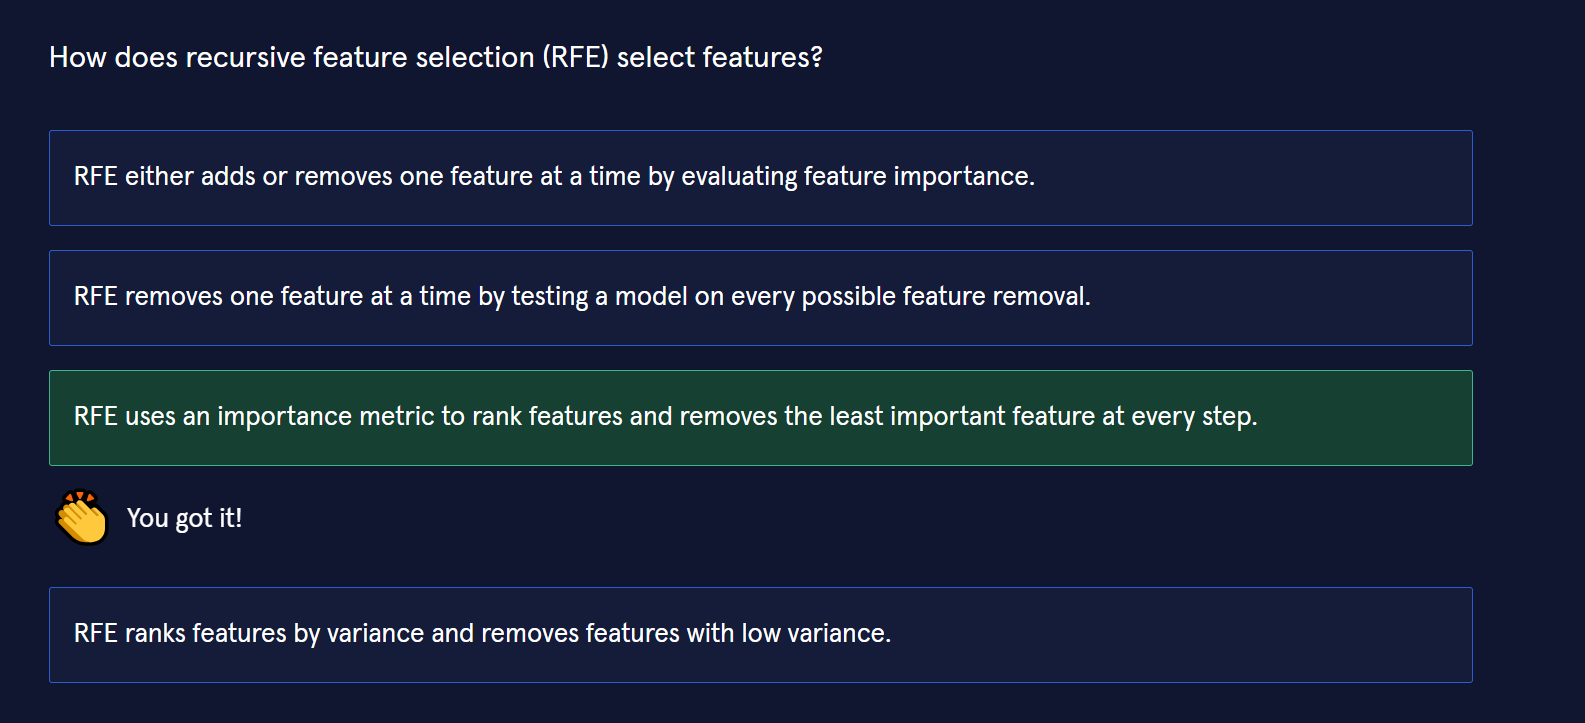 How does recursive feature selection (RFE) select features?
RFE either adds or removes one feature at a time by evaluating feature importance.
RFE removes one feature at a time by testing a model on every possible feature removal.
RFE uses an importance metric to rank features and removes the least important feature at every step.
You got it!
RFE ranks features by variance and removes features with low variance.